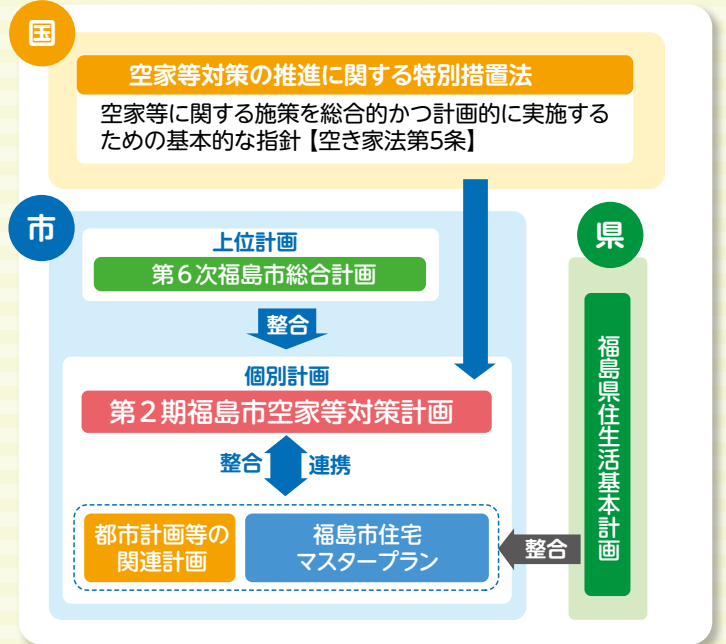 国
空家等対策の推進に関する特別措置法
空家等に関する施策を総合的かつ計画的に実施する
ための基本的な指針【空き家法第5条】
市
上位計画
第6次福島市総合計画
整合
個別計画
第2期福島市空家等対策計画
整合
連携
都市計画等の
関連計画
福島市住宅
マスタープラン
整合
県
福島県住生活基本計画